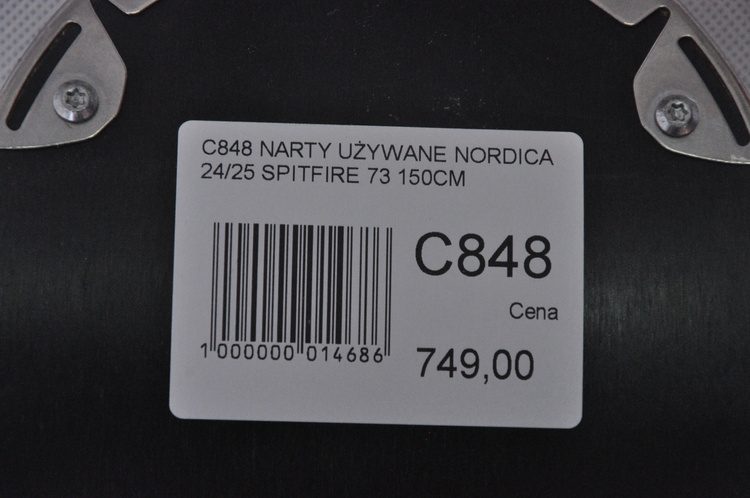 C848 NARTY UŻYWANE NORDICA
24/25 SPITFIRE 73 150CM
C848
Cena
1 000000 014686
749,00